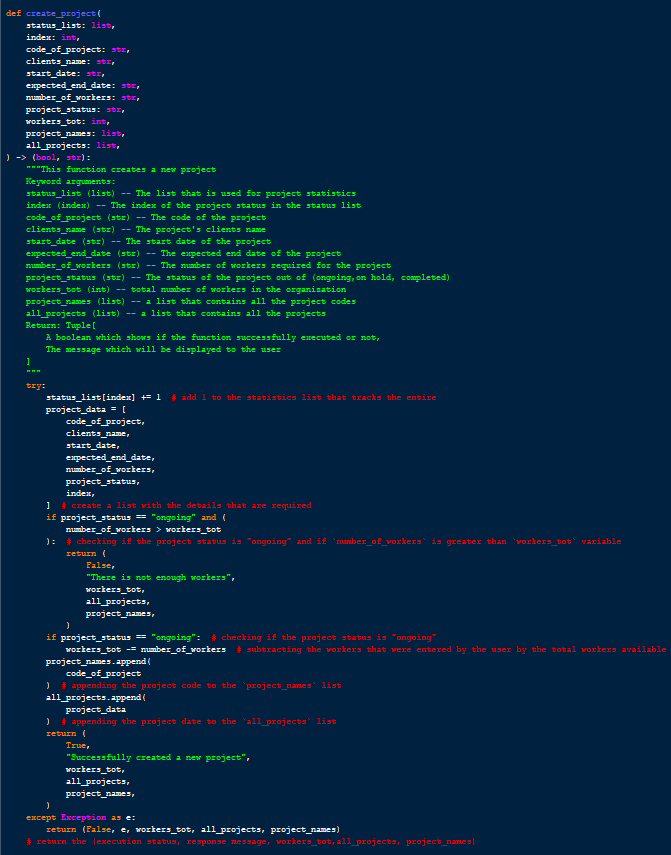 def create_project(
    status_list: list,
    index: int,
    code_of_project: str,
    clients_name: str,
    start_date: str,
    expected_end_date: str,
    number_of_workers: str,
    project_status: str,
    workers_tot: int,
    project_names: list,
    all_projects: list,
) -> (bool, str):
    """This function creates a new project
    Keyword arguments:
    status_list (list) -- The list that is used for project statistics
    index (index) -- The index of the project status in the status list
    code_of_project (str) -- The code of the project
    clients_name (str) -- The project's clients name
    start_date (str) -- The start date of the project
    expected_end_date (str) -- The expected end date of the project
    number_of_workers (str) -- The number of workers required for the project
    project_status (str) -- The status of the project out of (ongoing,on hold, completed)
    workers_tot (int) -- total number of workers in the organization
    project_names (list) -- a list that contains all the project codes
    all_projects (list) -- a list that contains all the projects
    Return: Tuple[
        A boolean which shows if the function successfully executed or not,
        The message which will be displayed to the user
    ]
    """
    try:
        status_list[index] += 1  # add 1 to the statistics list that tracks the entire
        project_data = [
            code_of_project,
            clients_name,
            start_date,
            expected_end_date,
            number_of_workers,
            project_status,
            index,
        ]  # create a list with the details that are required
        if project_status == "ongoing" and (
            number_of_workers > workers_tot
        ):  # checking if the project status is "ongoing" and if `number_of_workers` is greater than `workers_tot` variable
            return (
                False,
                "There is not enough workers",
                workers_tot,
                all_projects,
                project_names,
            )
        if project_status == "ongoing":  # checking if the project status is "ongoing"
            workers_tot -= number_of_workers  # subtracting the workers that were entered by the user by the total workers available
        project_names.append(
            code_of_project
        )  # appending the project code to the `project_names` list
        all_projects.append(
            project_data
        )  # appending the project date to the `all_projects` list
        return (
            True,
            "Successfully created a new project",
            workers_tot,
            all_projects,
            project_names,
        )
    except Exception as e:
        return (False, e, workers_tot, all_projects, project_names)
    # return the (execution status, response message, workers_tot,all_projects, project_names)